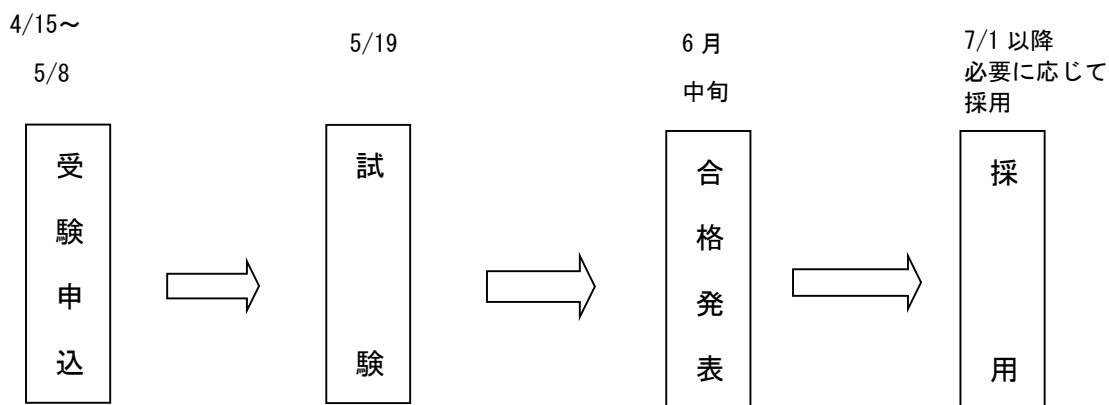 4/15～
5/8
受験申込
5/19
試験
6月
中旬
合格発表
7/1 以降
必要に応じて
採用
採用